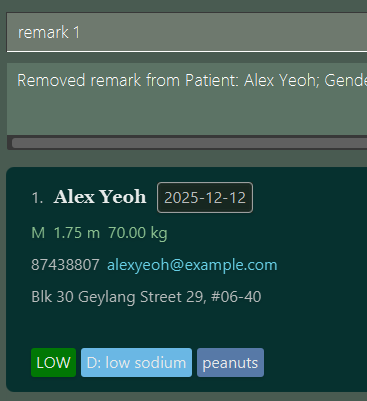 remark 1
Removed remark from Patient: Alex Yeoh; Gende
1. Alex Yeoh 2025-12-12
M 1.75 m 70.00 kg
87438807 alexyeoh@example.com
Blk 30 Geylang Street 29, #06-40
LOW D: low sodium peanuts